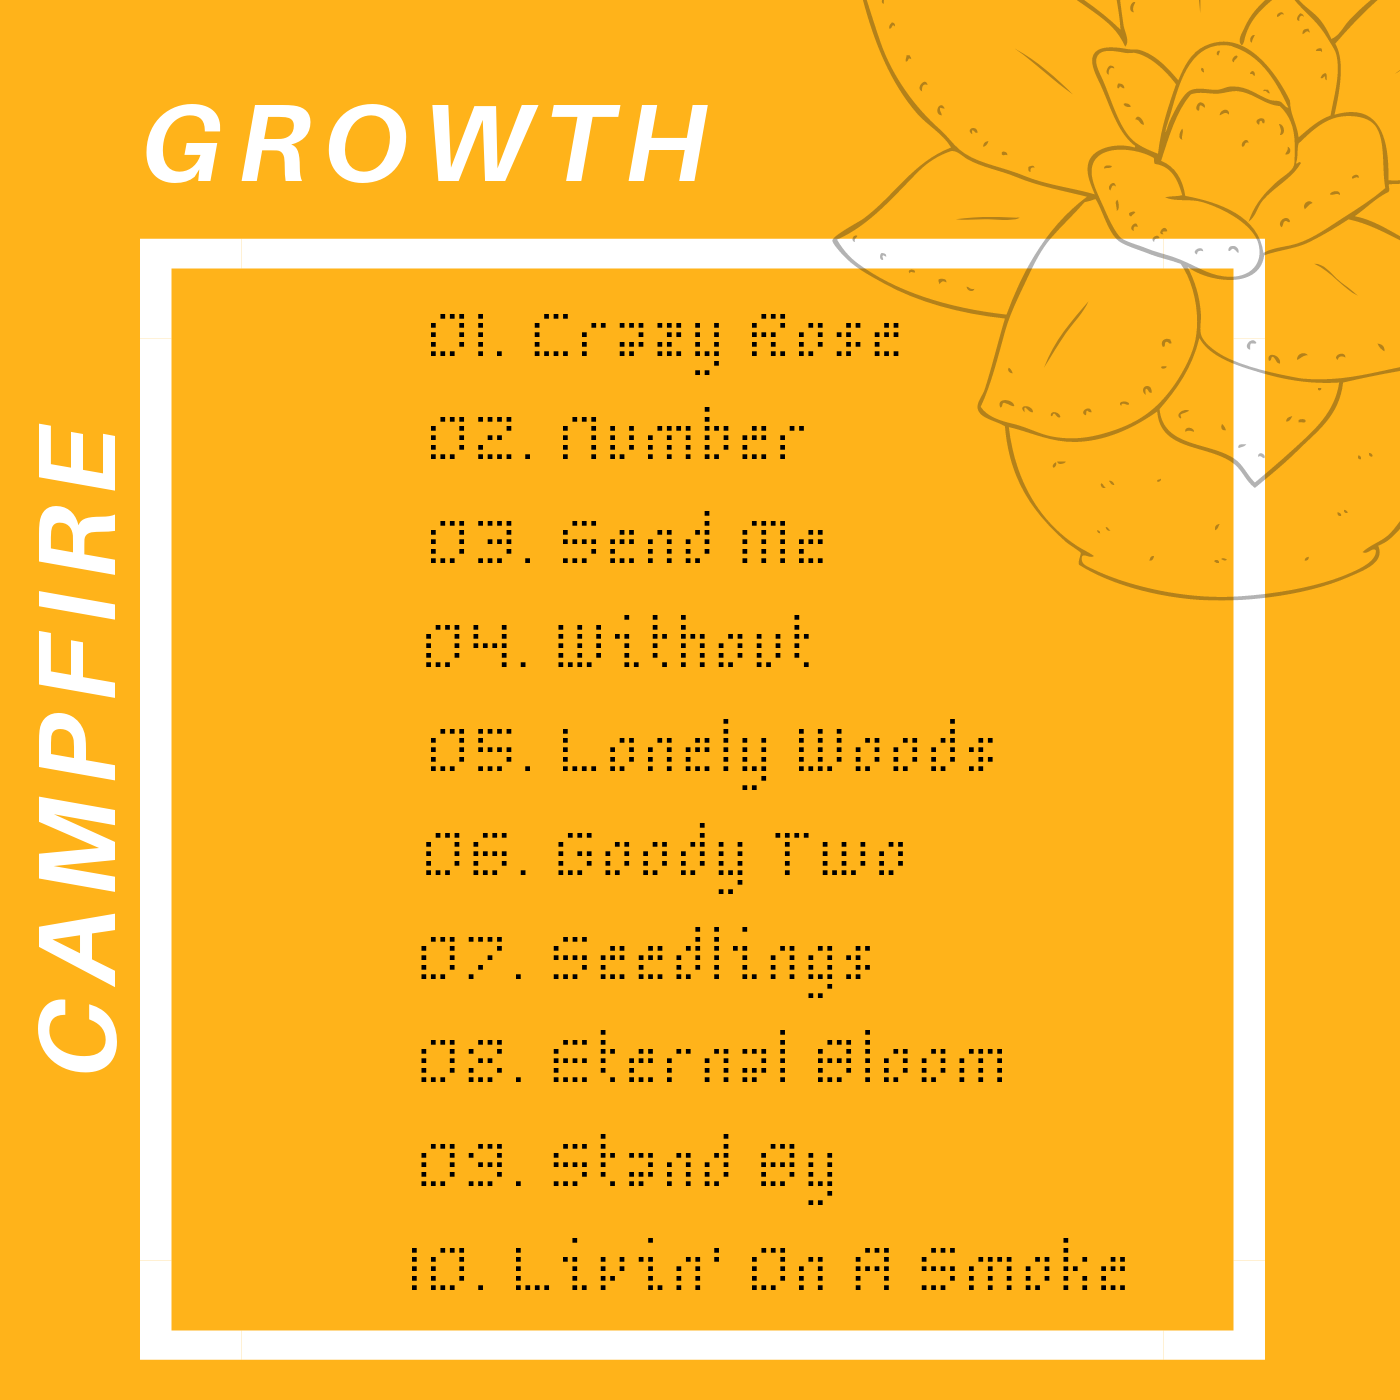 GROWTH
CAMPFIRE
01. Crazy Rose
02. Number
03. Send Me
04. Without
05. Lonely Woods
06. Goody Two
07. Seedlings
08. Eternal Bloom
09. Stand By
10. Livin' On A Smoke